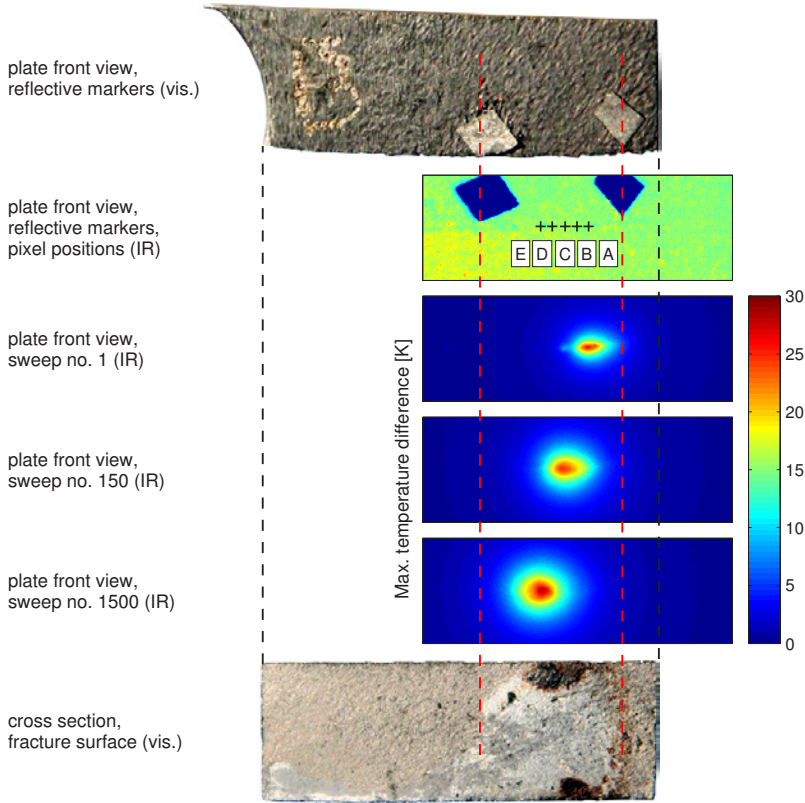 plate front view,
reflective markers (vis.)
plate front view,
reflective markers,
pixel positions (IR)
+++++
E D C B A
plate front view,
sweep no. 1 (IR)
plate front view,
sweep no. 150 (IR)
plate front view,
sweep no. 1500 (IR)
Max. temperature difference [K]
30
25
20
15
10
5
0
cross section,
fracture surface (vis.)